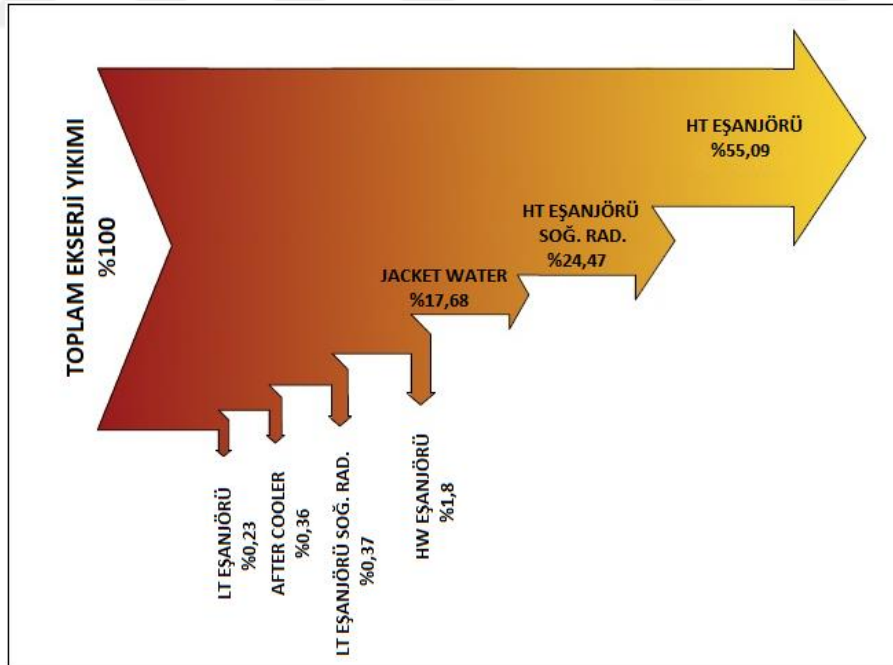 TOPLAM EKSERJİ YIKIMI
%100
HT EŞANJÖRÜ
%55,09
HT EŞANJÖRÜ
SOĞ. RAD.
%24,47
JACKET WATER
%17,68
LT EŞANJÖRÜ
%0,23
AFTER COOLER
%0,36
LT EŞANJÖRÜ SOĞ. RAD.
%0,37
HW EŞANJÖRÜ
%1,8